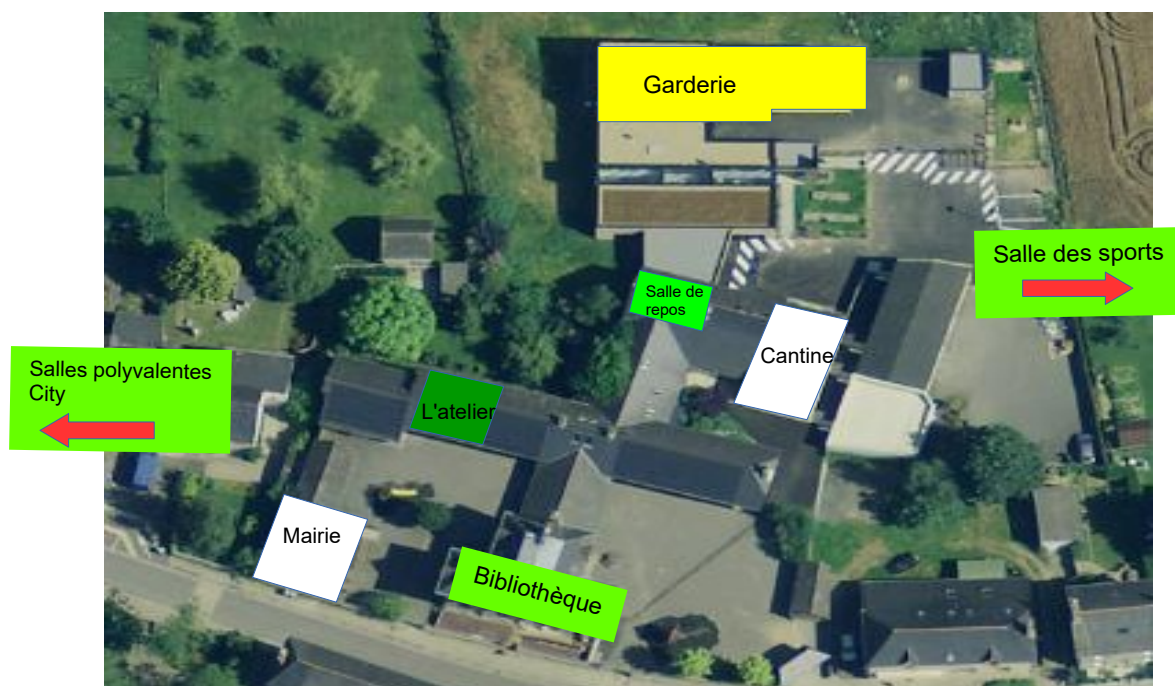 Garderie
Salle des sports
Salle de
repos
Cantine
Salles polyvalentes
City
L'atelier
Mairie
Bibliothèque